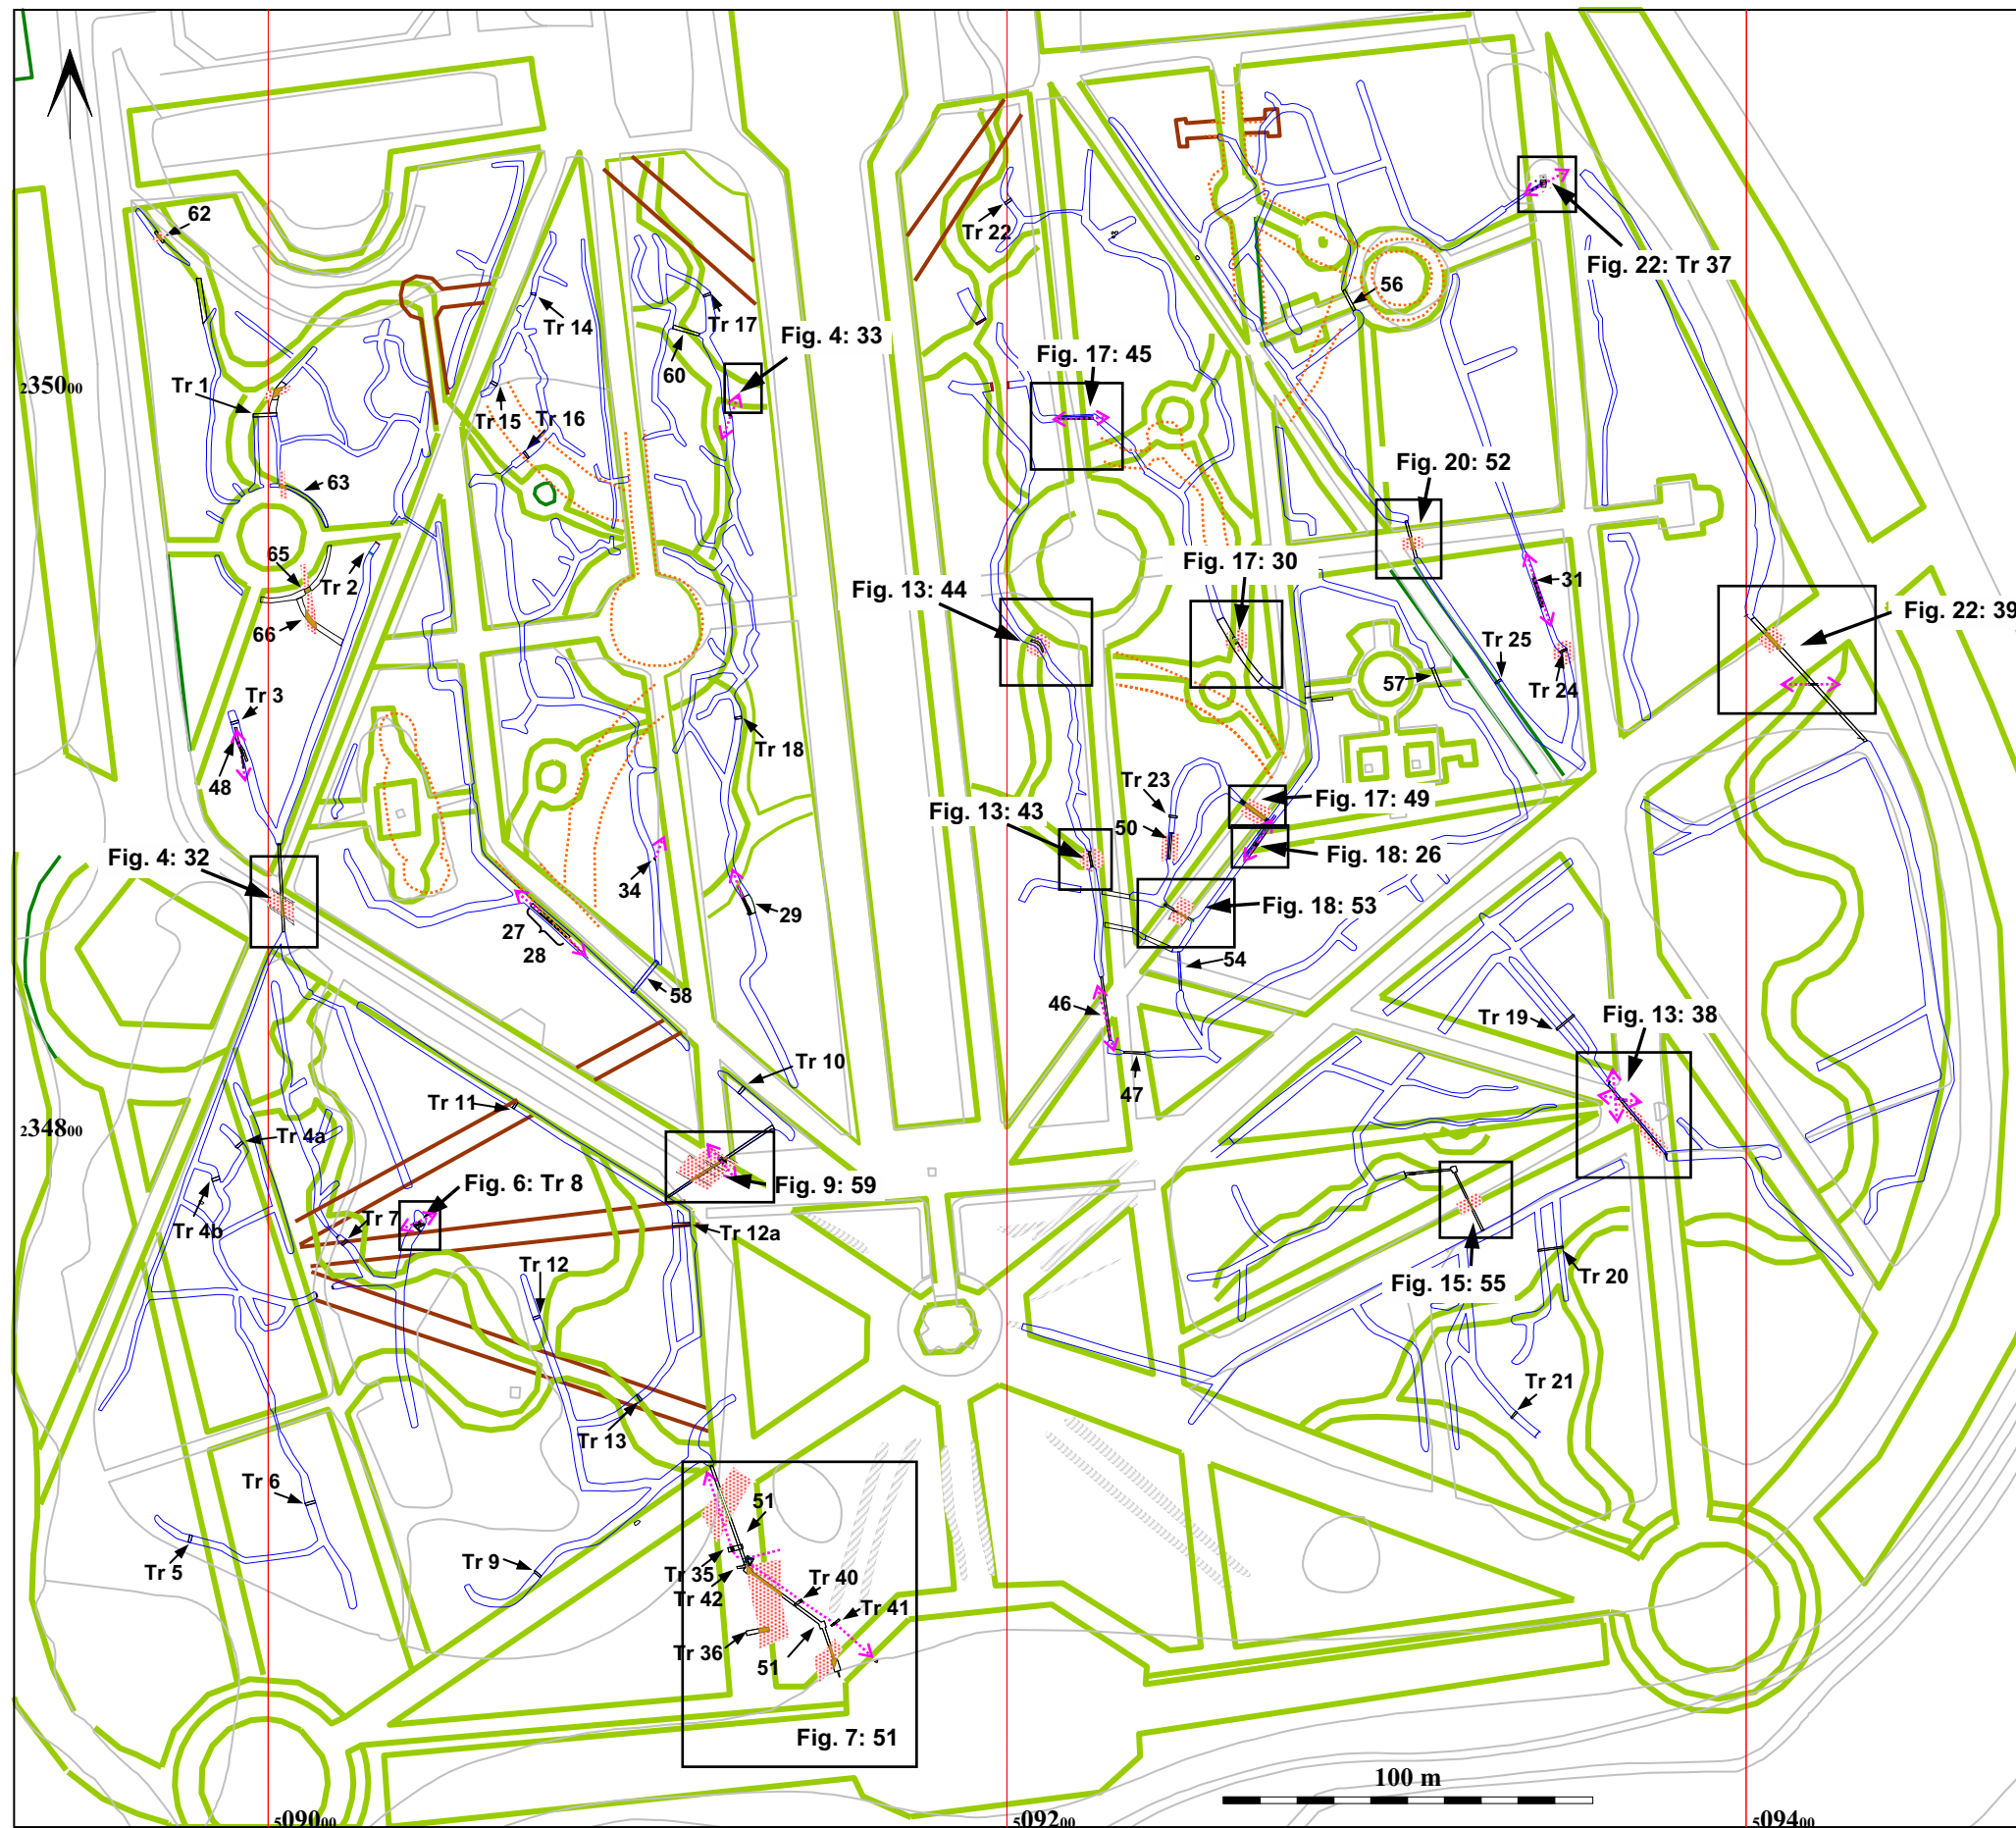 62
Tr 22
Fig. 22: Tr 37
56
Tr 14
Tr 17
Fig. 4: 33
60
Fig. 17: 45
235000
Tr 1
Tr 15
Tr 16
63
Fig. 20: 52
65
Tr 2
Fig. 17: 30
31
Fig. 13: 44
Fig. 22: 39
66
Tr 25
57
Tr 24
Tr 3
Tr 18
48
Tr 23
Fig. 17: 49
Fig. 13: 43
50
Fig. 4: 32
Fig. 18: 26
34
Fig. 18: 53
29
27
28
54
58
46
Tr 19
Fig. 13: 38
Tr 10
47
Tr 11
234800
Tr 4a
Fig. 6: Tr 8
Fig. 9: 59
Tr 7
Tr 4b
Tr 12a
Tr 12
Fig. 15: 55
Tr 20
Tr 21
Tr 13
Tr 6
51
Tr 5
Tr 9
Tr 35
Tr 42
Tr 40
Tr 41
Tr 36
51
Fig. 7: 51
100 m
509000
509200
509400